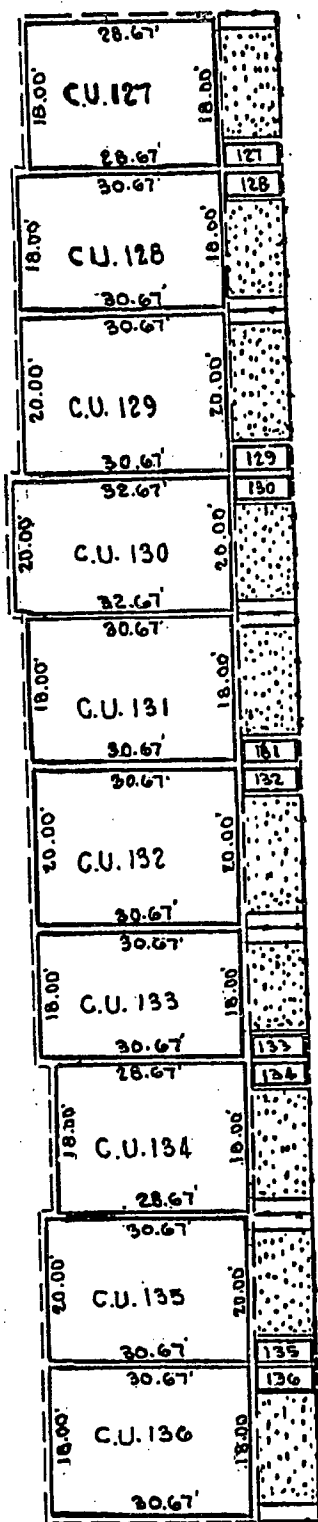 28.67'
18.00' C.U.127 18.00'
28.67' 127
30.67' 128
18.00' C.U.128 18.00'
30.67'
30.67'
20.00' C.U.129 20.00'
30.67' 129
32.67' 130
20.00' C.U.130 20.00'
32.67'
30.67'
18.00' C.U.131 18.00'
30.67' 131
30.67' 132
20.00' C.U.132 20.00'
30.67'
30.67'
18.00' C.U.133 18.00'
30.67' 133
28.67' 134
18.00' C.U.134 18.00'
28.67'
30.67'
20.00' C.U.135 20.00'
30.67' 135
30.67' 136
18.00' C.U.136 18.00
30.67'